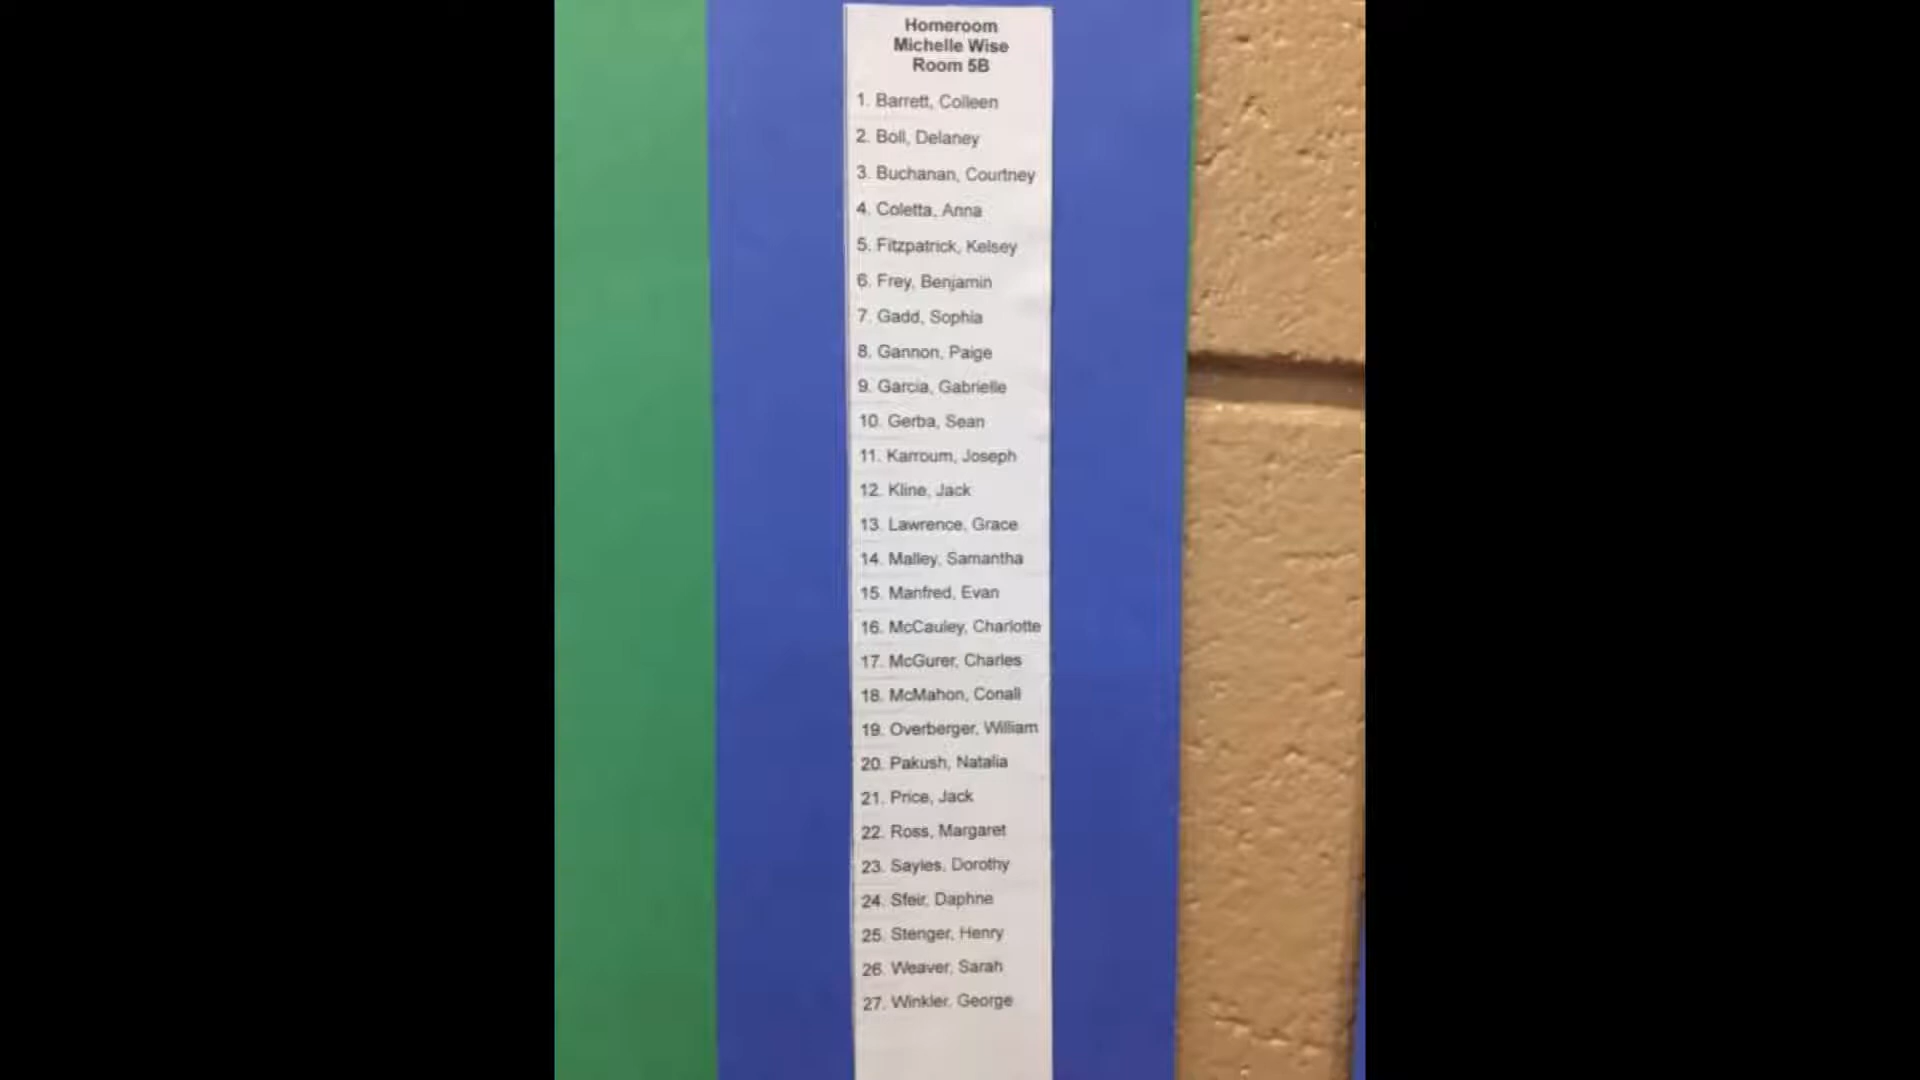 Homeroom
Michelle Wise
Room 5B
1. Barrett, Colleen
2. Boll, Delaney
3. Buchanan, Courtney
4. Coletta, Anna
5. Fitzpatrick, Kelsey
6. Frey, Benjamin
7. Gadd, Sophia
8. Gannon, Paige
9. Garcia, Gabrielle
10. Gerba, Sean
11. Karroum, Joseph
12. Kline, Jack
13. Lawrence, Grace
14. Malley, Samantha
15. Manfred, Evan
16. McCauley, Charlotte
17. McGurer, Charles
18. McMahon, Conall
19. Overberger, William
20. Pakush, Natalia
21. Price, Jack
22. Ross, Margaret
23. Sayles, Dorothy
24. Sfeir, Daphne
25. Stenger, Henry
26. Weaver, Sarah
27. Winkler, George